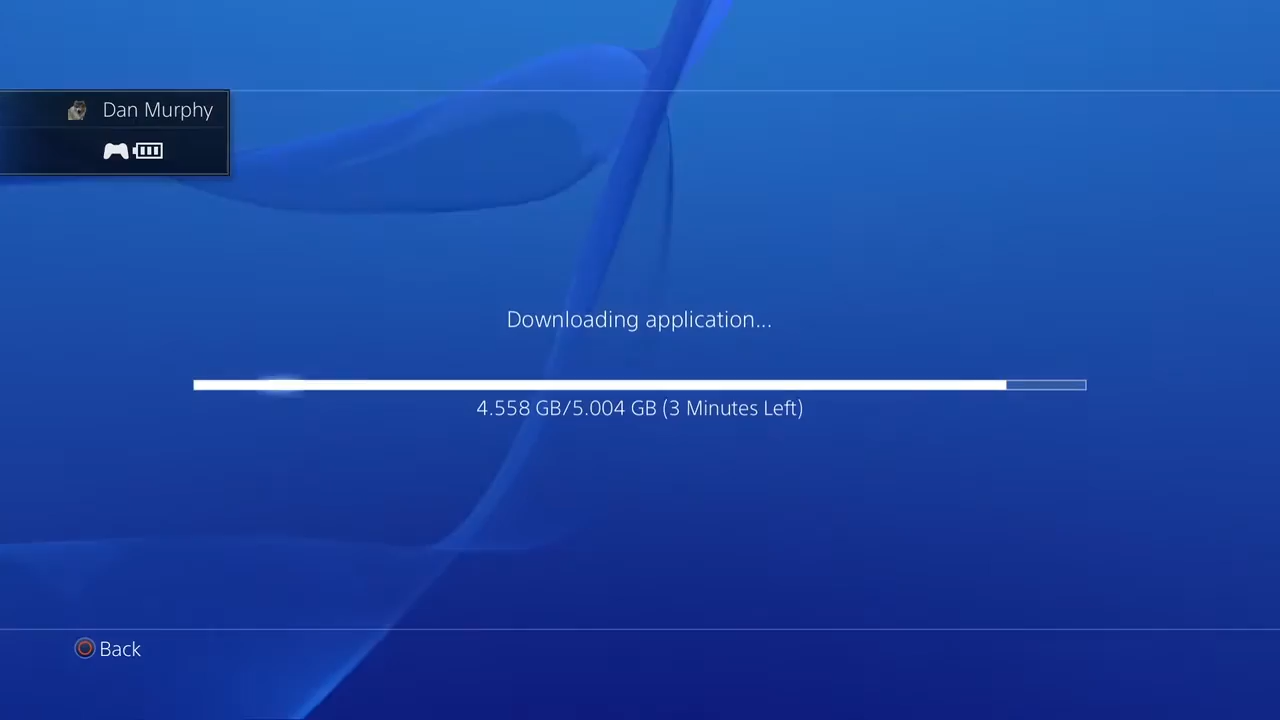 Dan Murphy
Downloading application...
4.558 GB/5.004 GB (3 Minutes Left)
Back